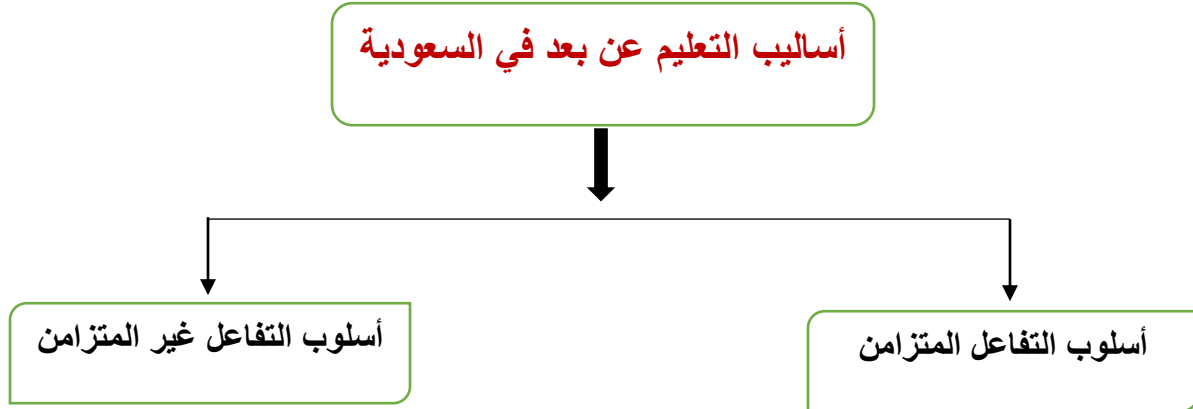 أساليب التعليم عن بعد في السعودية
أسلوب التفاعل المتزامن
أسلوب التفاعل غير المتزامن